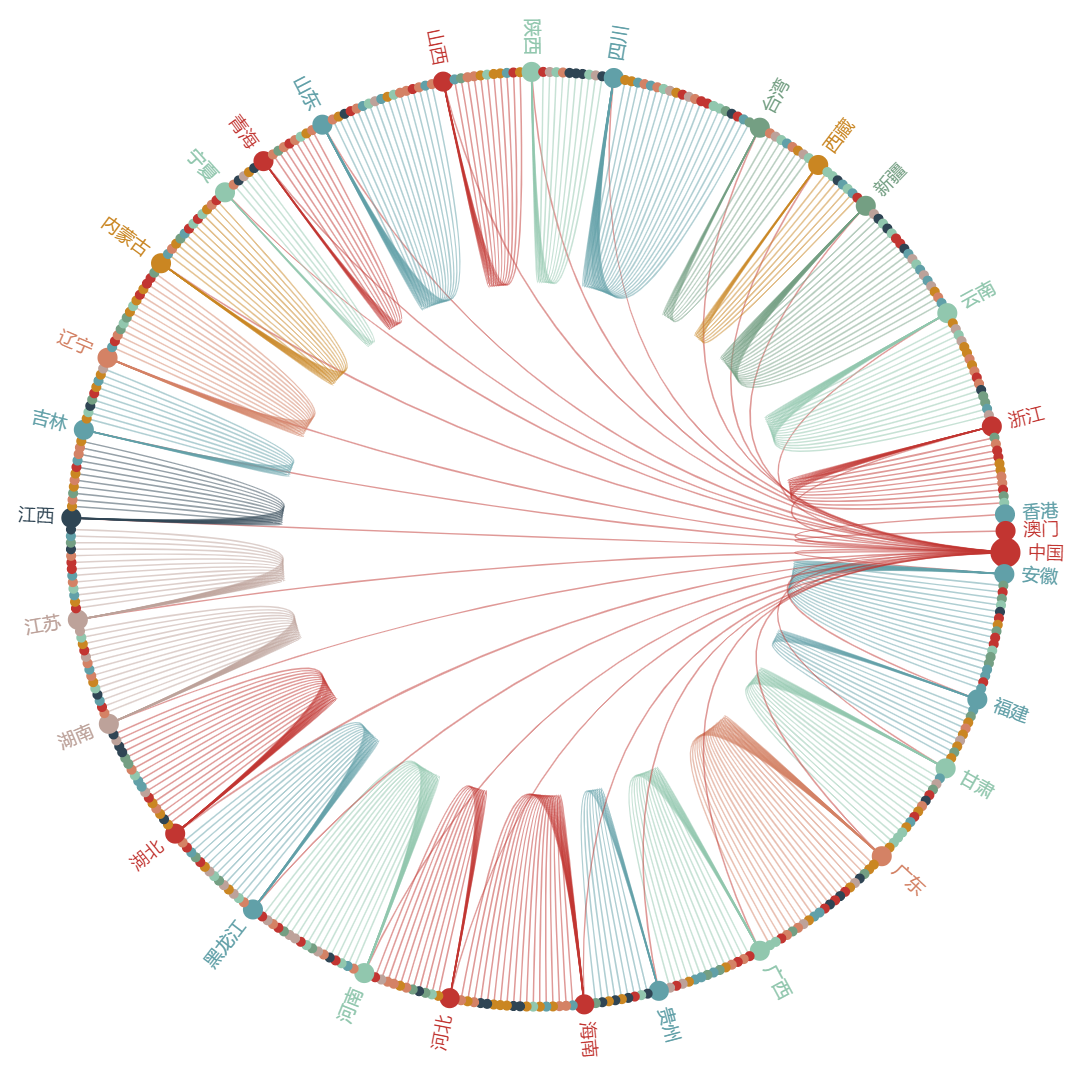 陕西
四川
台湾
西藏
新疆
云南
浙江
香港
澳门
中国
安徽
福建
甘肃
广东
广西
贵州
海南
河北
河南
黑龙江
湖北
湖南
江苏
江西
吉林
辽宁
内蒙古
宁夏
青海
山东
山西